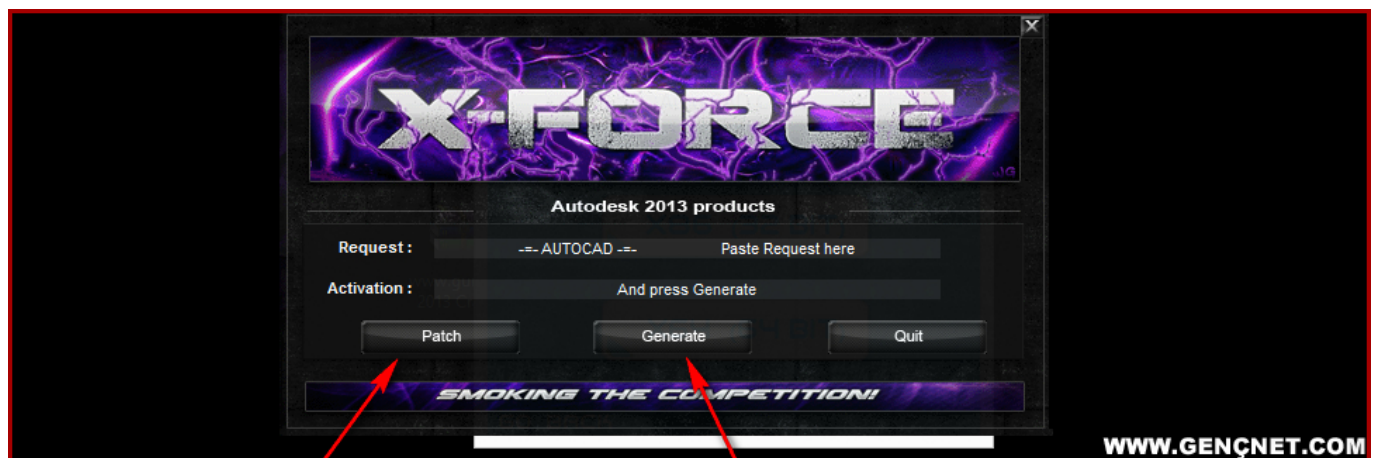 X
X-FORCE
JG
Autodesk 2013 products
Request : -=- AUTOCAD -=- Paste Request here
Activation : And press Generate
Patch Generate Quit
SMOKING THE COMPETITION!
WWW.GENÇNET.COM